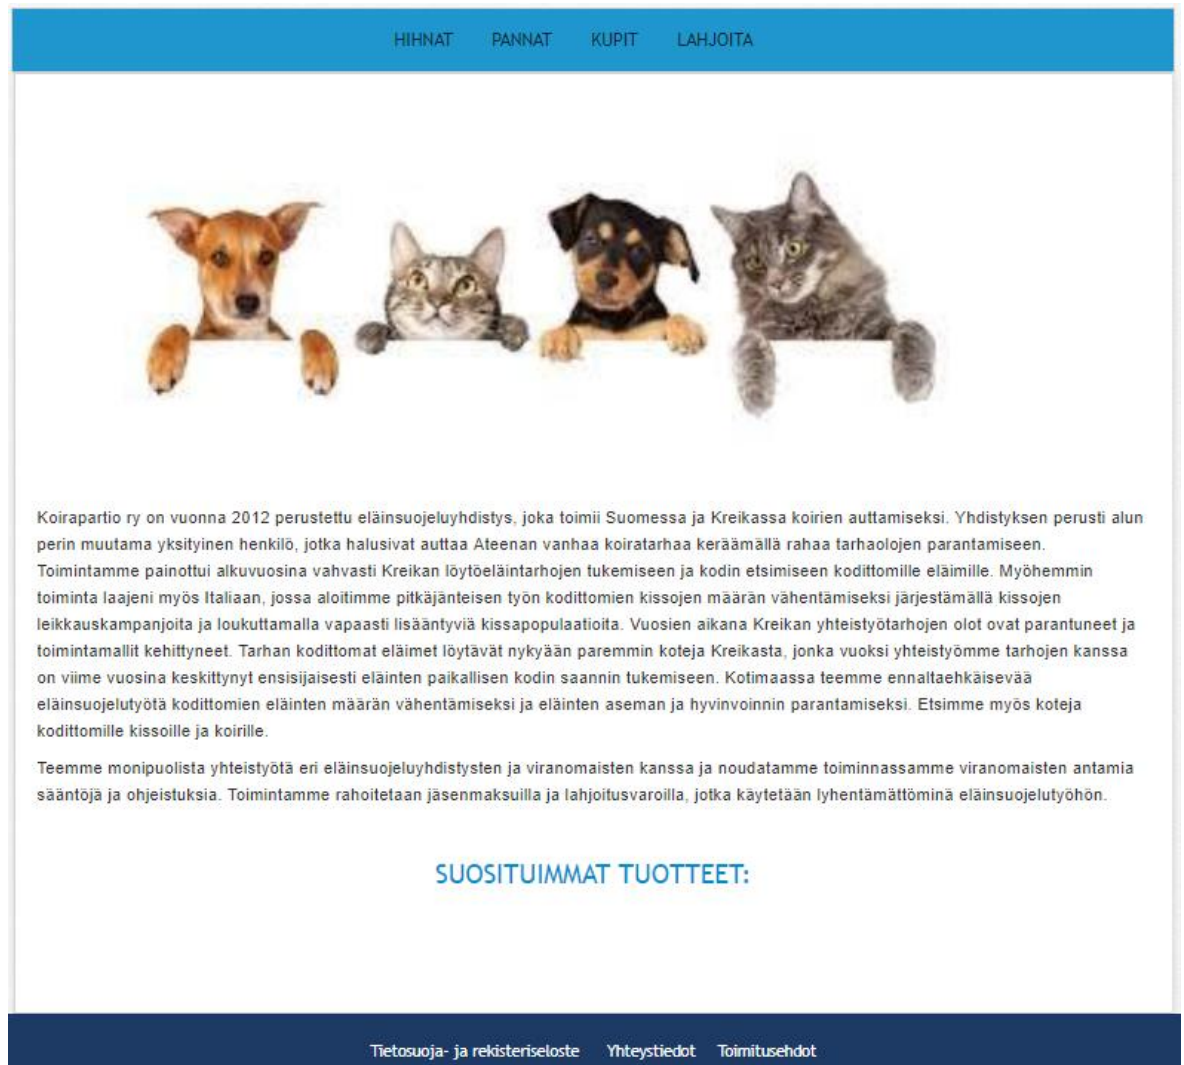 HIHNAT PANNAT KUPIT LAHJOITA
Koirapartio ry on vuonna 2012 perustettu eläinsuojeluyhdistys, joka toimii Suomessa ja Kreikassa koirien auttamiseksi. Yhdistyksen perusti alun
perin muutama yksityinen henkilö, jotka halusivat auttaa Ateenan vanhaa koiratarhaa keräämällä rahaa tarhaolojen parantamiseen.
Toimintamme painottui alkuvuosina vahvasti Kreikan löytöeläintarhojen tukemiseen ja kodin etsimiseen kodittomille eläimille. Myöhemmin
toiminta laajeni myös Italiaan, jossa aloitimme pitkäjänteisen työn kodittomien kissojen määrän vähentämiseksi järjestämällä kissojen
leikkauskampanjoita ja loukuttamalla vapaasti lisääntyviä kissapopulaatioita. Vuosien aikana Kreikan yhteistyötarhojen olot ovat parantuneet ja
toimintamallit kehittyneet. Tarhan kodittomat eläimet löytävät nykyään paremmin koteja Kreikasta, jonka vuoksi yhteistyömme tarhojen kanssa
on viime vuosina keskittynyt ensisijaisesti eläinten paikallisen kodin saannin tukemiseen. Kotimaassa teemme ennaltaehkäisevää
eläinsuojelutyötä kodittomien eläinten määrän vähentämiseksi ja eläinten aseman ja hyvinvoinnin parantamiseksi. Etsimme myös koteja
kodittomille kissoille ja koirille.
Teemme monipuolista yhteistyötä eri eläinsuojeluyhdistysten ja viranomaisten kanssa ja noudatamme toiminnassamme viranomaisten antamia
sääntöjä ja ohjeistuksia. Toimintamme rahoitetaan jäsenmaksuilla ja lahjoitusvaroilla, jotka käytetään lyhentämättöminä eläinsuojelutyöhön.
SUOSITUIMMAT TUOTTEET:
Tietosuoja- ja rekisteriseloste Yhteystiedot Toimitusehdot